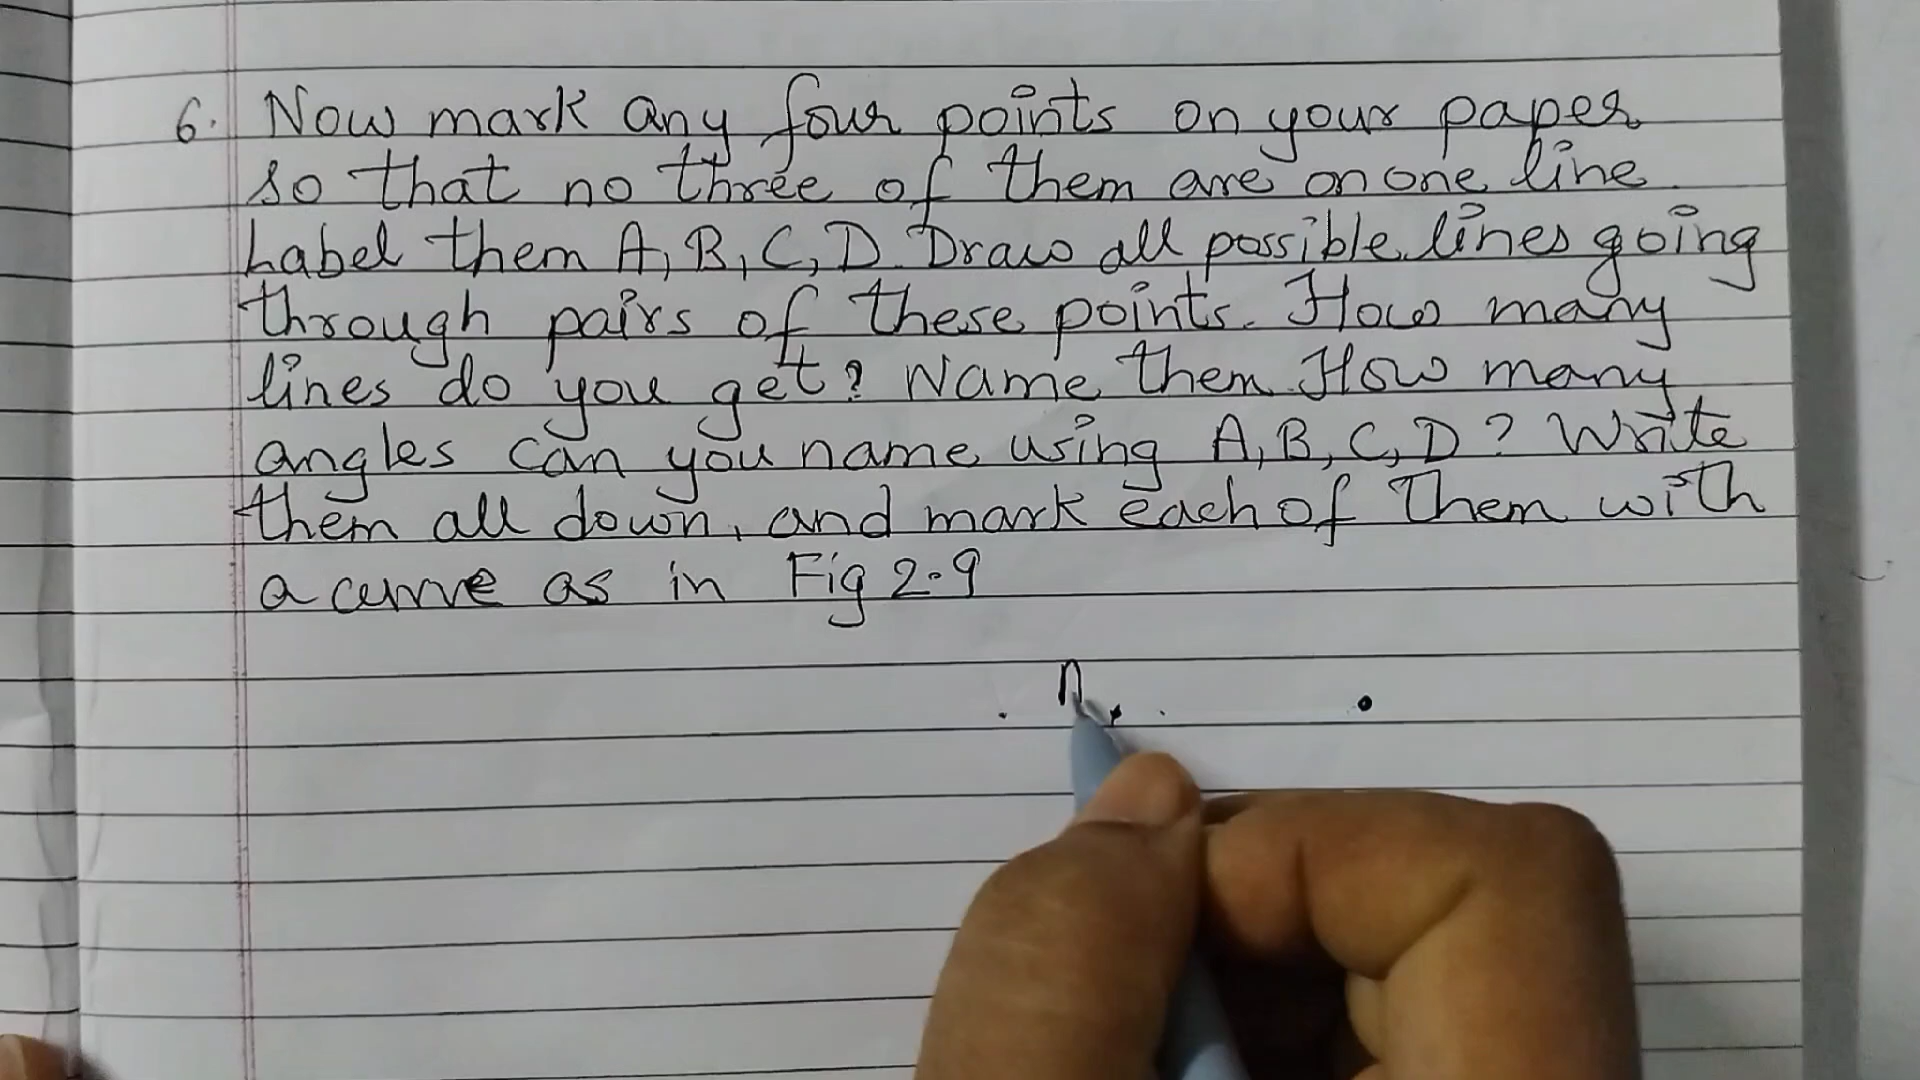 6. Now mark any four points on your paper
so that no three of them are on one line.
Label them A, B, C, D. Draw all possible lines going
through pairs of these points. How many
lines do you get? Name them. How many
angles can you name using A, B, C, D? Write
them all down, and mark each of them with
a curve as in Fig 2.9